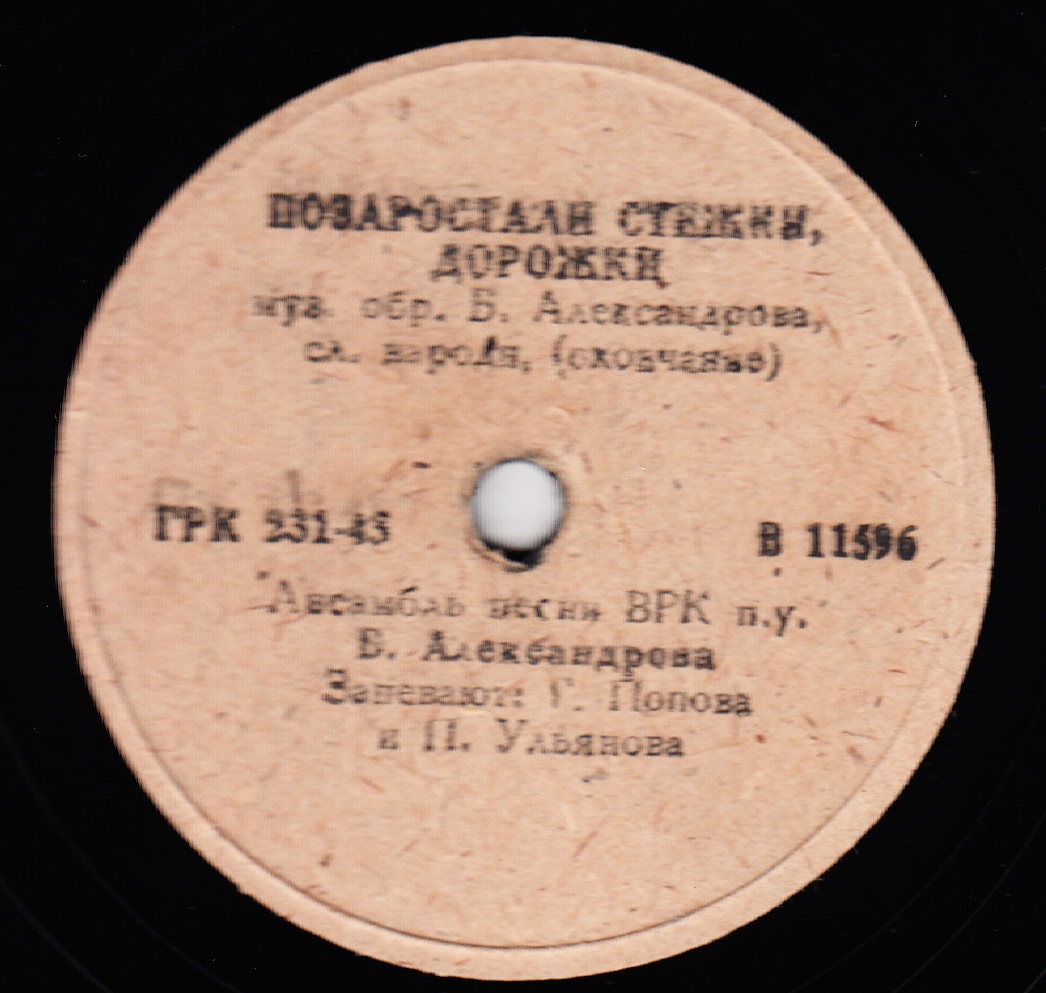 ПОЗАРОСТАЛИ СТЕЖКИ,
ДОРОЖКИ
муз. обр. Б. Александрова,
сл. народн. (окончание)
ГРК 231-45
В 11596
Ансамбль песни ВРК п.у.
Б. Александрова
Запевают: Попова
и П. Ульянова